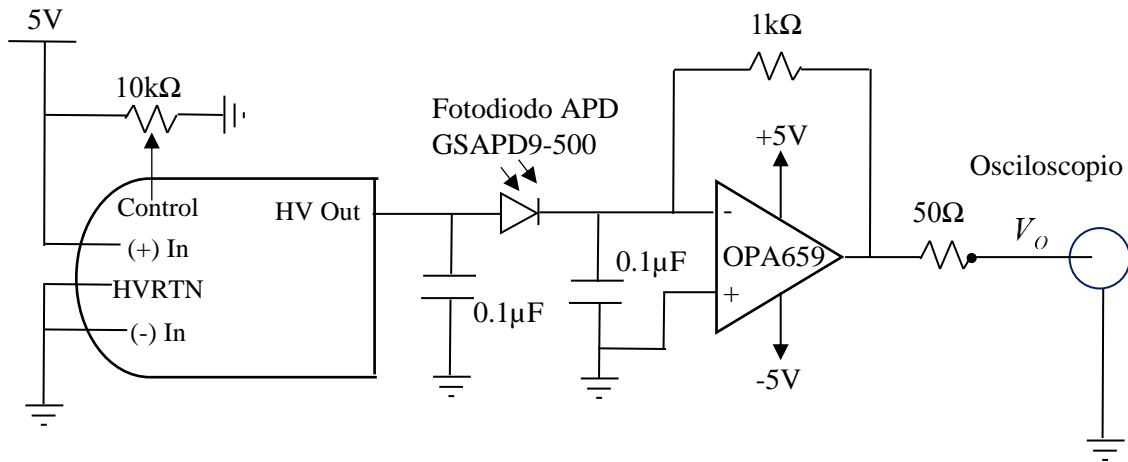 5V
1kΩ
10kΩ
Fotodiodo APD
GSAPD9-500
+5V
Osciloscopio
Control
HV Out
-
50Ω
V_O
(+) In
0.1µF
OPA659
HVRTN
0.1µF
+
(-) In
-5V